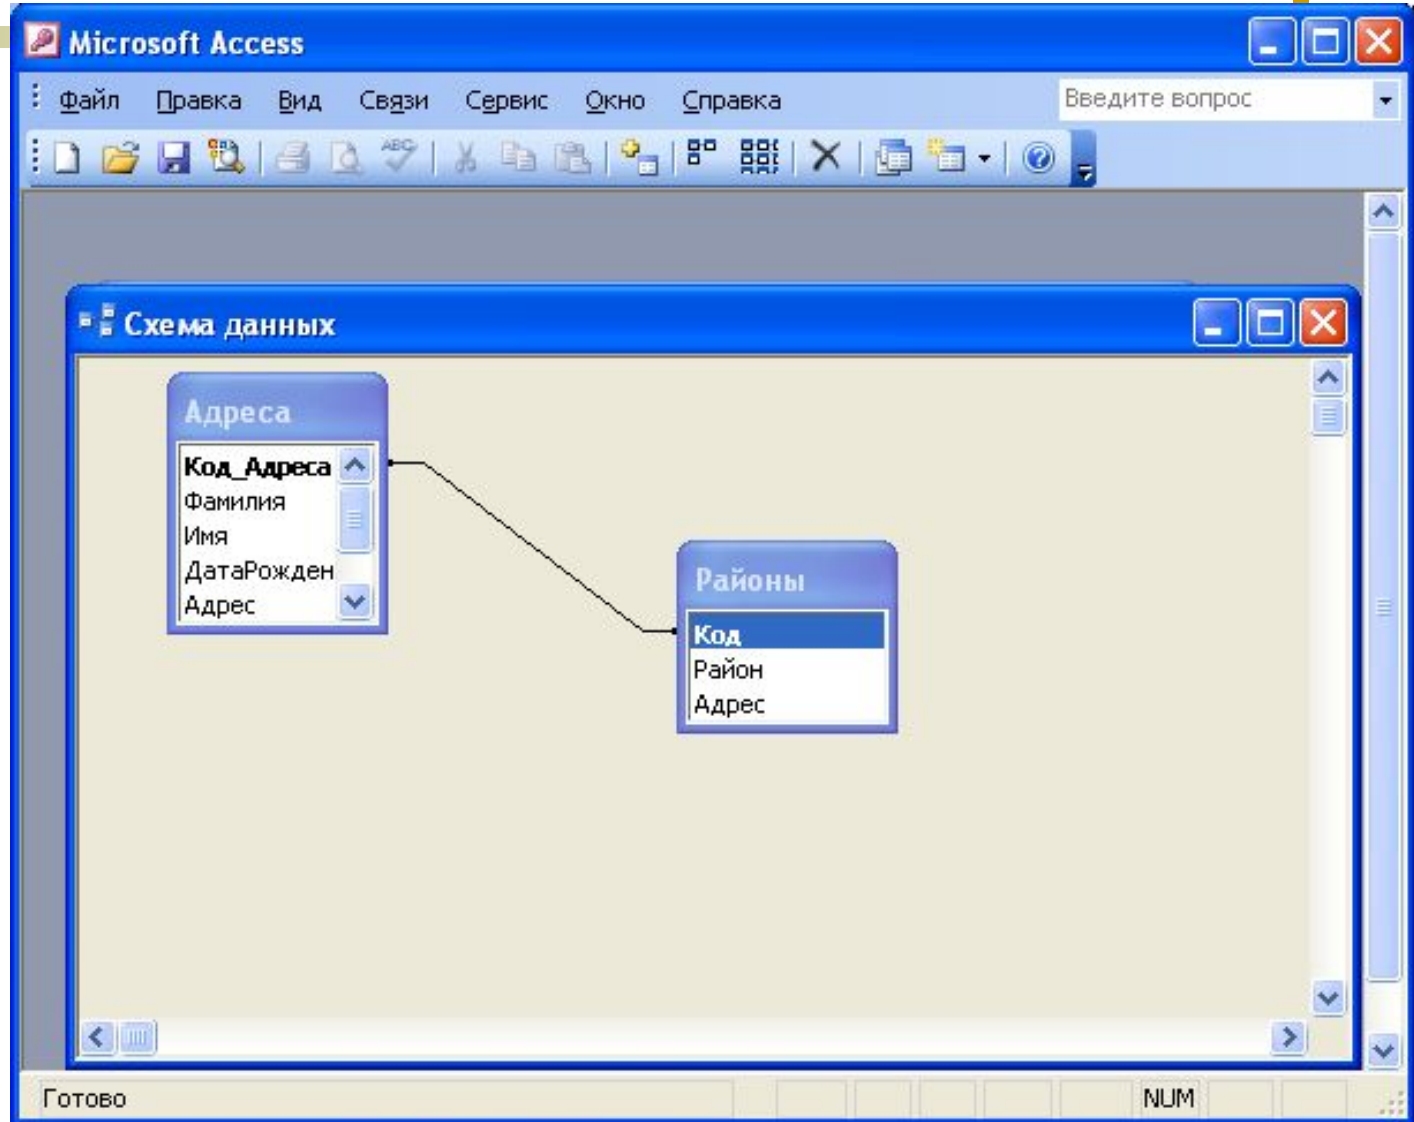 Microsoft Access
Файл Правка Вид Связи Сервис Окно Справка Введите вопрос
ABC
Схема данных
Адреса
Код_Адреса
Фамилия
Имя
ДатаРожден
Адрес
Районы
Код
Район
Адрес
Готово NUM